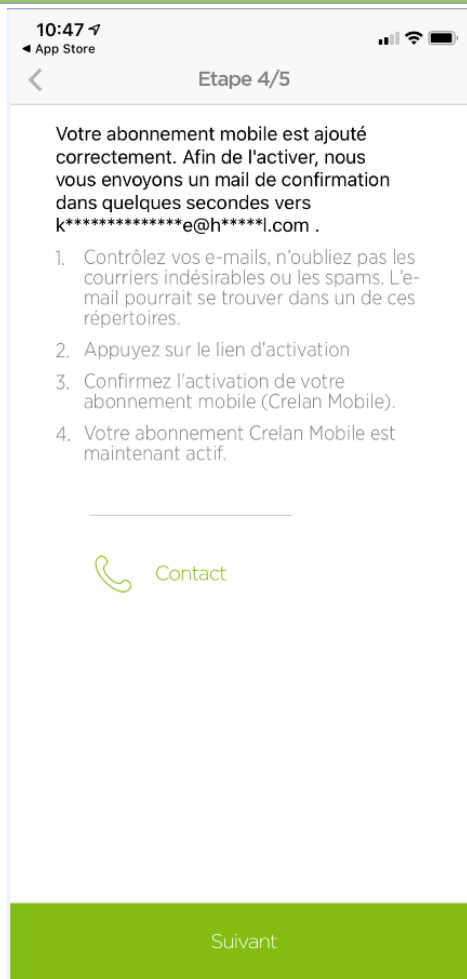 10:47
◀ App Store
Etape 4/5
Votre abonnement mobile est ajouté
correctement. Afin de l'activer, nous
vous envoyons un mail de confirmation
dans quelques secondes vers
k**************e@h*****l.com .
1. Contrôlez vos e-mails, n'oubliez pas les
courriers indésirables ou les spams. L'e-
mail pourrait se trouver dans un de ces
répertoires.
2. Appuyez sur le lien d'activation
3. Confirmez l'activation de votre
abonnement mobile (Crelan Mobile).
4. Votre abonnement Crelan Mobile est
maintenant actif.
Contact
Suivant